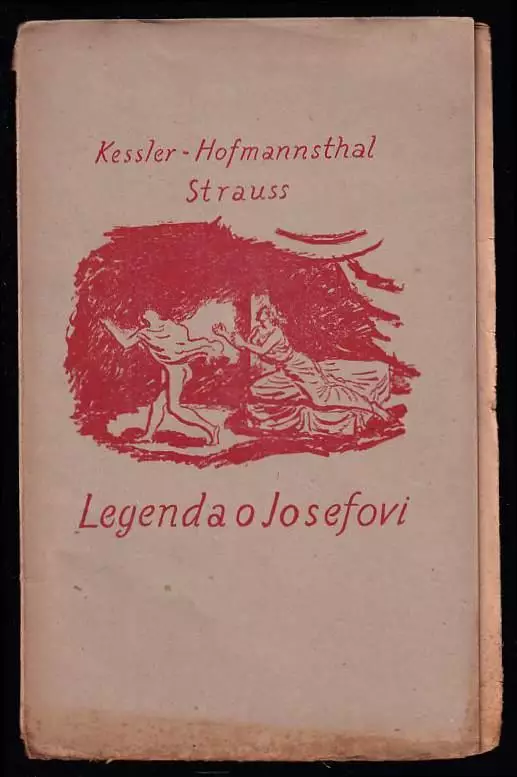 Kessler - Hofmannsthal
Strauss
Legenda o Josefovi